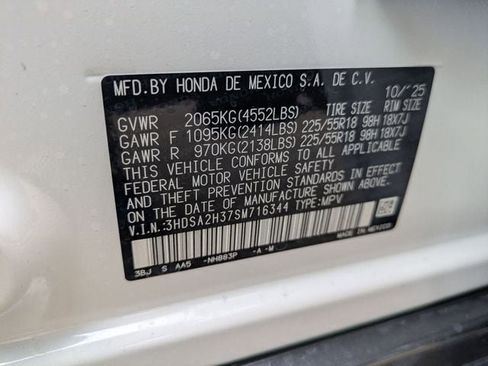 MFD.BY HONDA DE MEXICO S.A. DE C.V.
10/'25
GVWR 2065KG(4552LBS) TIRE SIZE RIM SIZE
GAWR F 1095KG(2414LBS) 225/55R18 98H 18X7J
GAWR R 970KG(2138LBS) 225/55R18 98H 18X7J
THIS VEHICLE CONFORMS TO ALL APPLICABLE
FEDERAL MOTOR VEHICLE SAFETY STANDARDS IN EFFECT
ON THE DATE OF MANUFACTURE SHOWN ABOVE.
V.I.N.:3HDSA2H37SM716344 TYPE:MPV
3BJ S AA5 -NH883P -A -M
MADE IN MEXICO